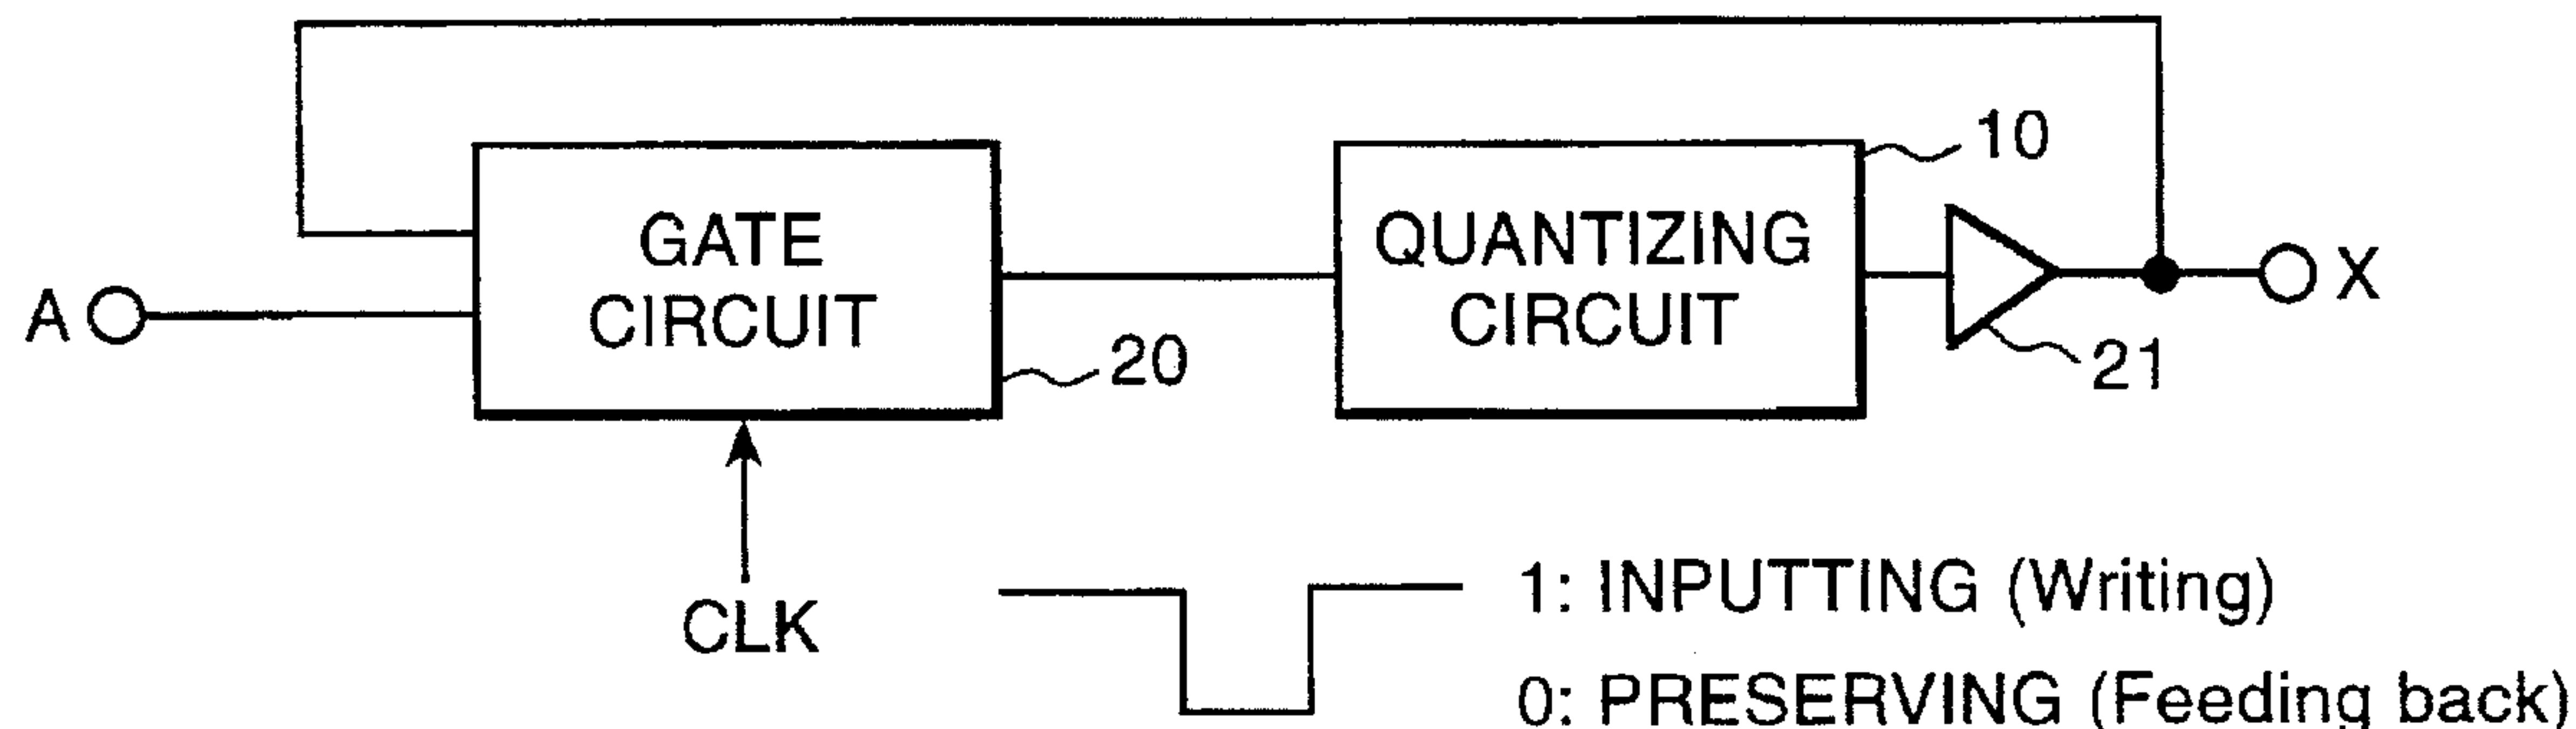 10
GATE
CIRCUIT
QUANTIZING
CIRCUIT
A
X
20
21
CLK
1: INPUTTING (Writing)
0: PRESERVING (Feeding back)